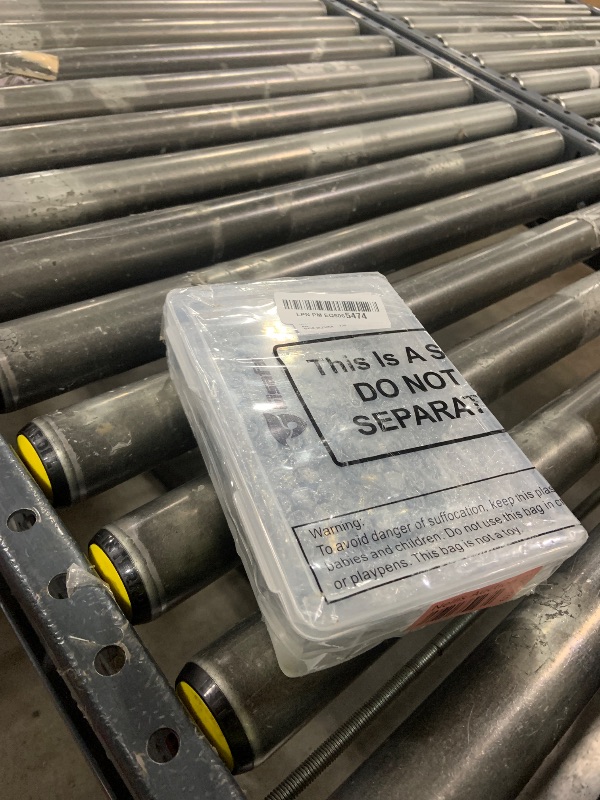 5474
This Is A S
DO NOT
SEPARAT
Warning:
To avoid danger of suffocation, keep this plas
babies and children. Do not use this bag in c
or playpens. This bag is not a toy.